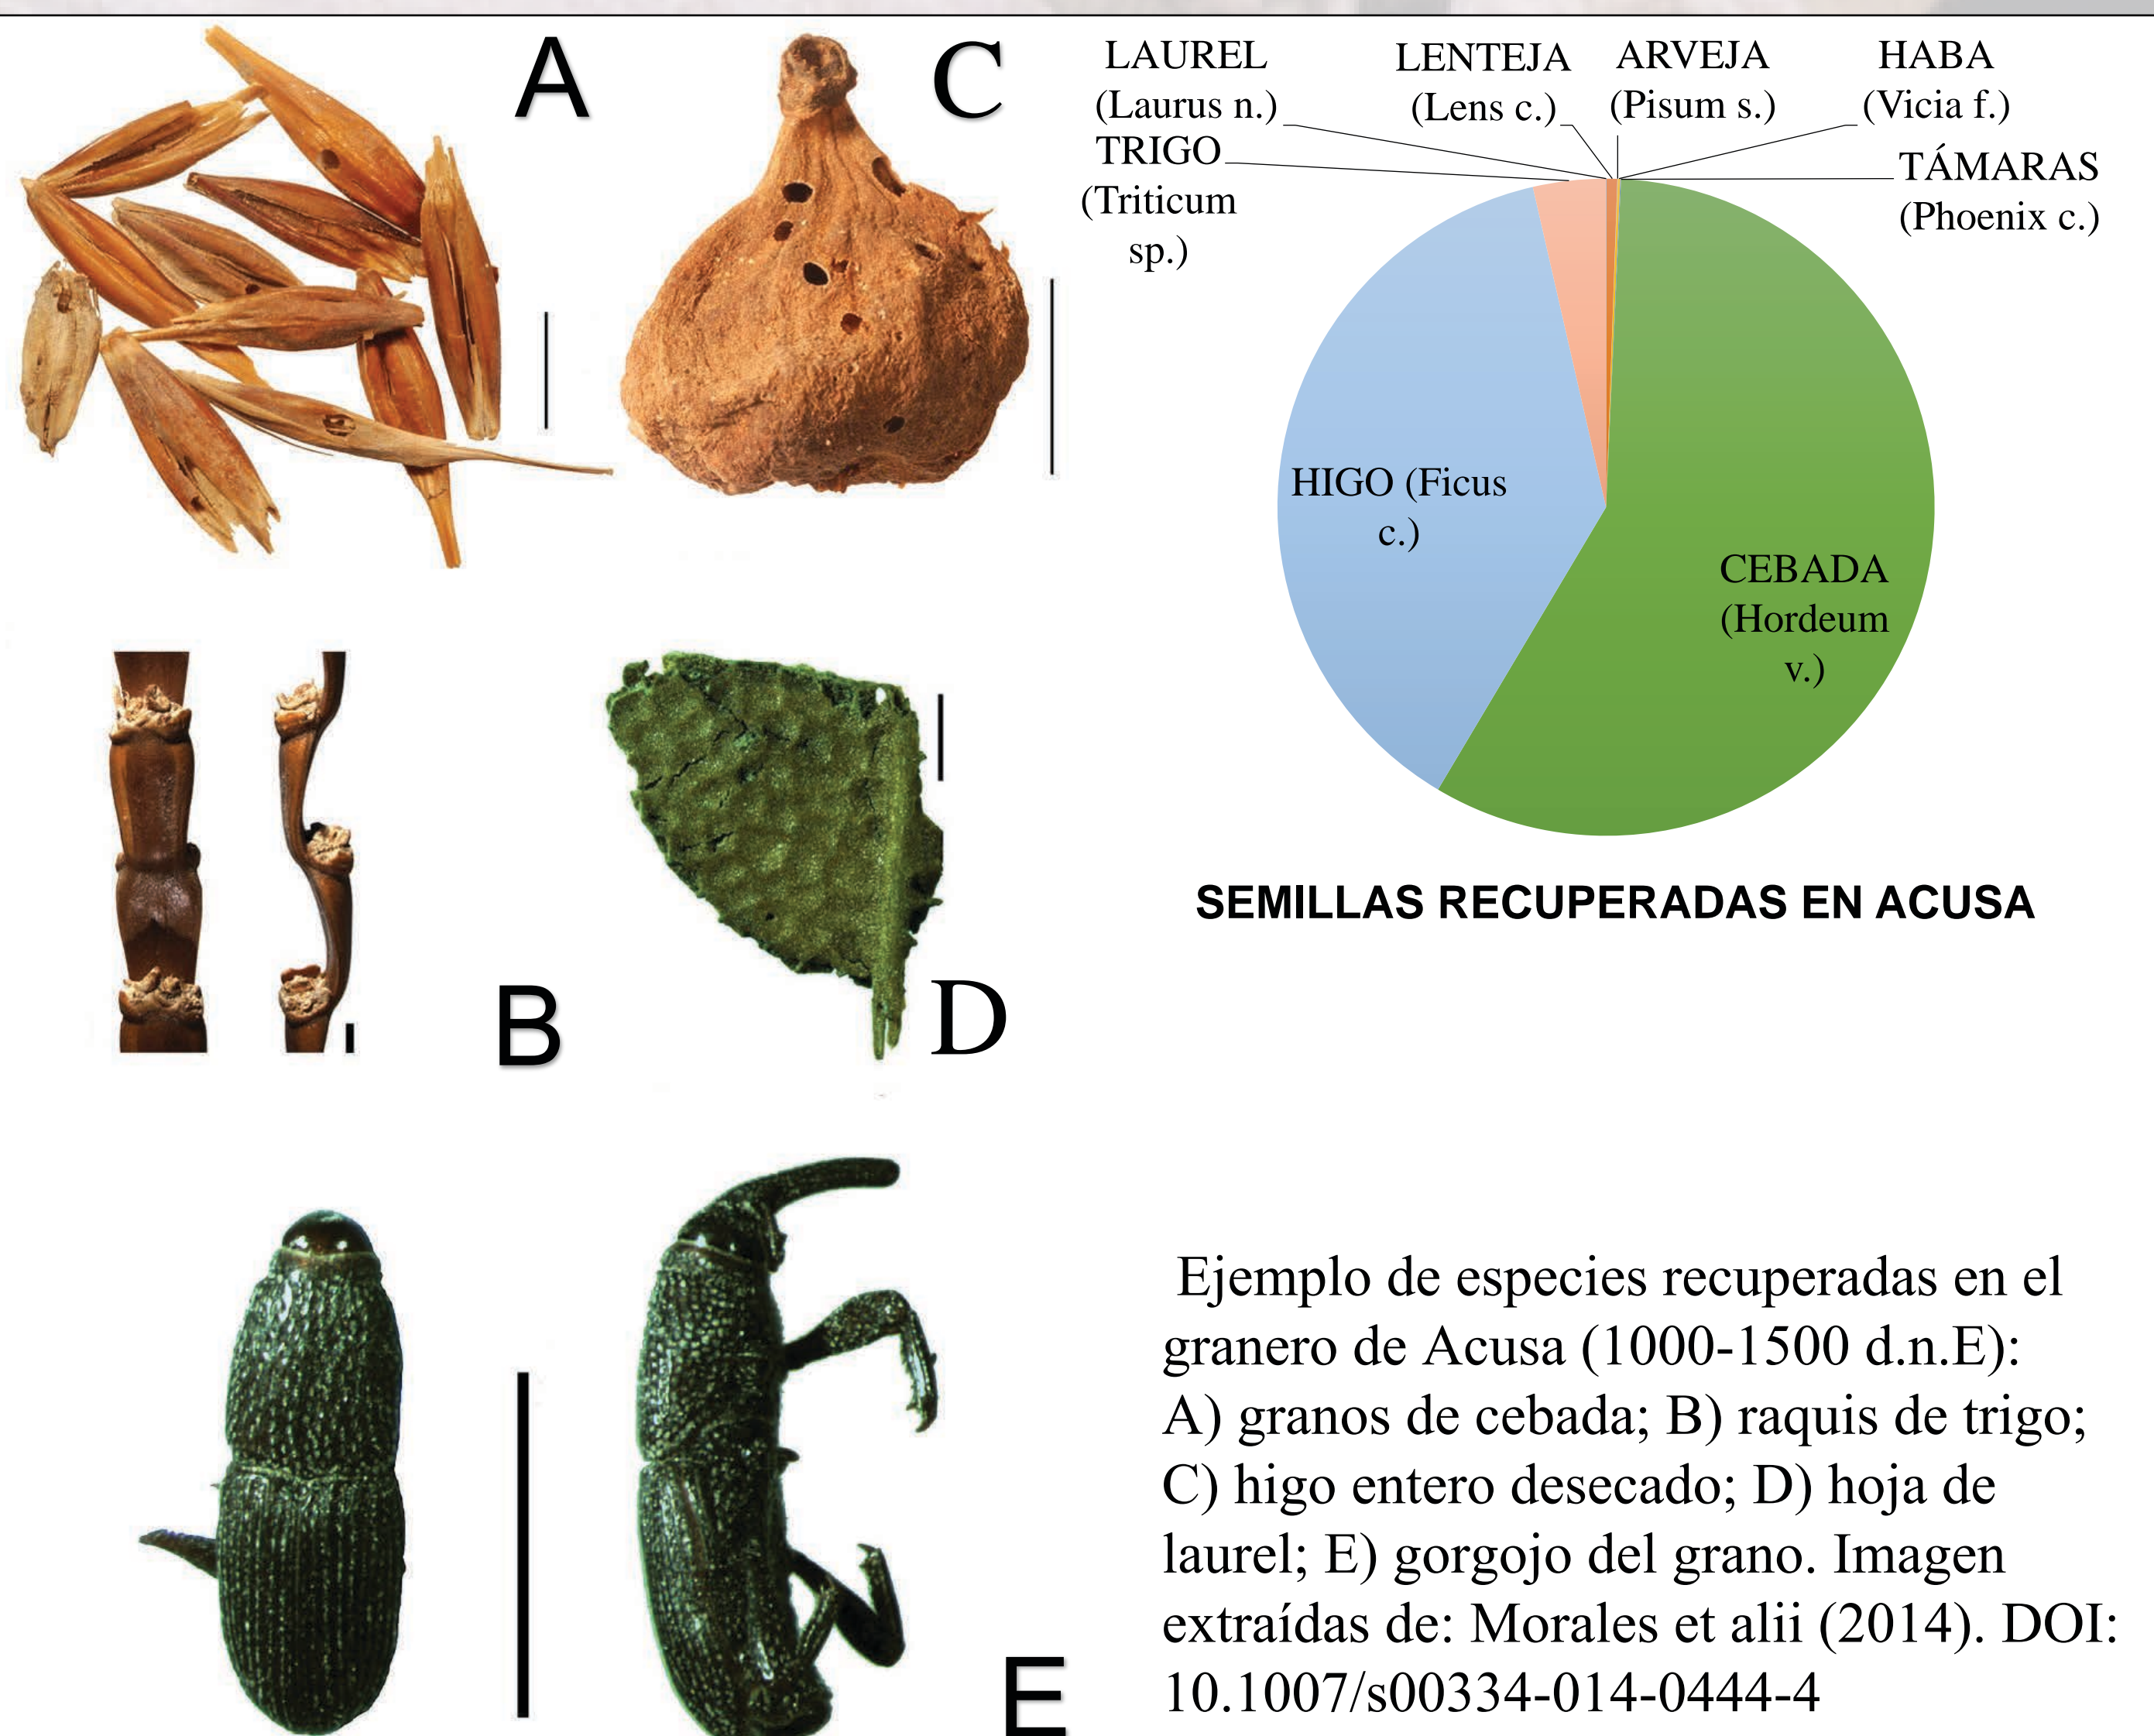 A
C
LAUREL
(Laurus n.)
LENTEJA
(Lens c.)
ARVEJA
(Pisum s.)
HABA
(Vicia f.)
TRIGO
(Triticum
sp.)
TÁMARAS
(Phoenix c.)
HIGO (Ficus
c.)
CEBADA
(Hordeum
v.)
SEMILLAS RECUPERADAS EN ACUSA
B
D
E
Ejemplo de especies recuperadas en el
granero de Acusa (1000-1500 d.n.E):
A) granos de cebada; B) raquis de trigo;
C) higo entero desecado; D) hoja de
laurel; E) gorgojo del grano. Imagen
extraídas de: Morales et alii (2014). DOI:
10.1007/s00334-014-0444-4